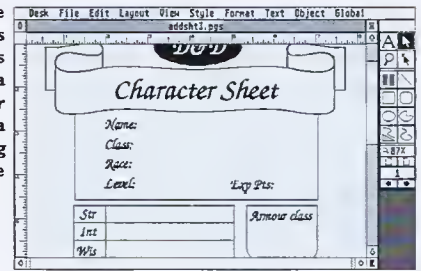 Desk File Edit Layout View Style Format Text Object Global
addsht1.pgs
D&D
Character Sheet
Name:
Class:
Race:
Level: Exp Pts:
Str Armour class
Int
Wis
A
87%
1